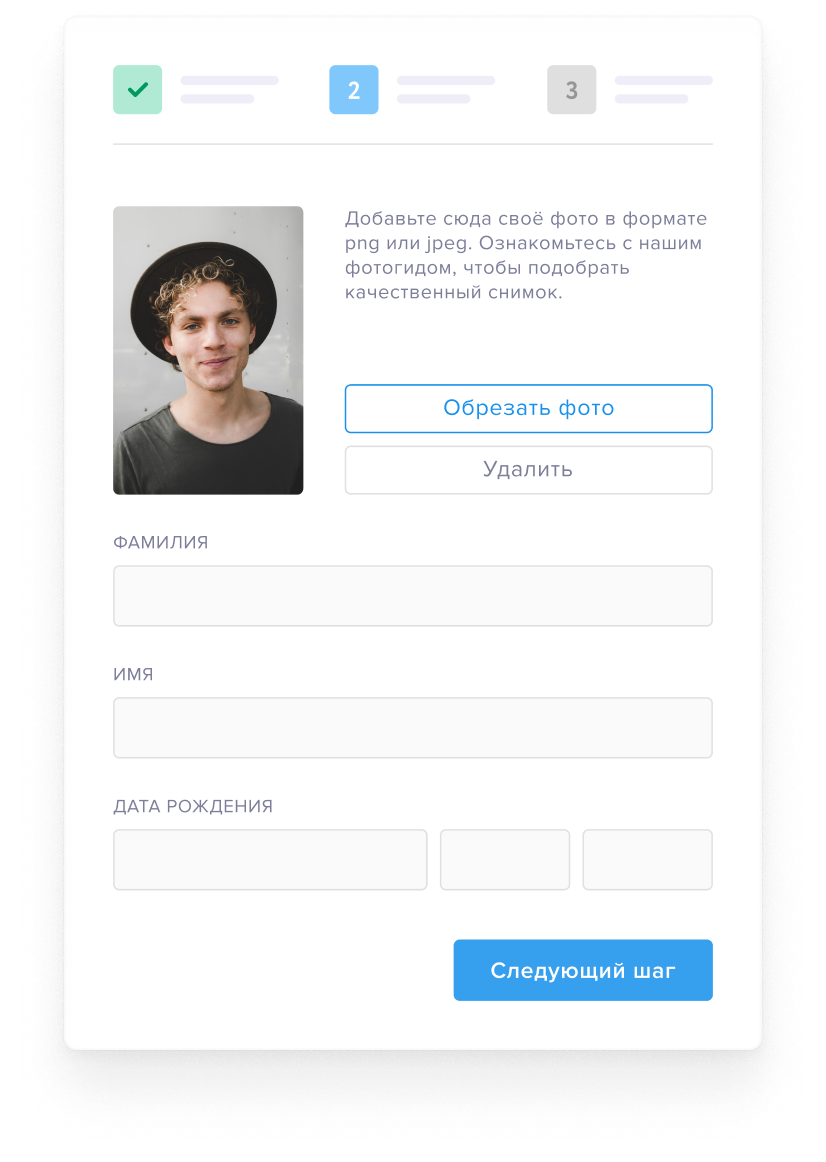 2
3
Добавьте сюда своё фото в формате
png или jpeg. Ознакомьтесь с нашим
фотогидом, чтобы подобрать
качественный снимок.
Обрезать фото
Удалить
ФАМИЛИЯ
ИМЯ
ДАТА РОЖДЕНИЯ
Следующий шаг